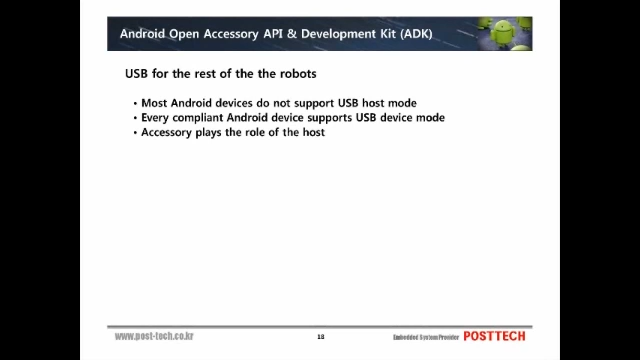 Android Open Accessory API & Development Kit (ADK)
USB for the rest of the the robots
• Most Android devices do not support USB host mode
• Every compliant Android device supports USB device mode
• Accessory plays the role of the host
www.post-tech.co.kr
18
Embedded System Provider POSTTECH